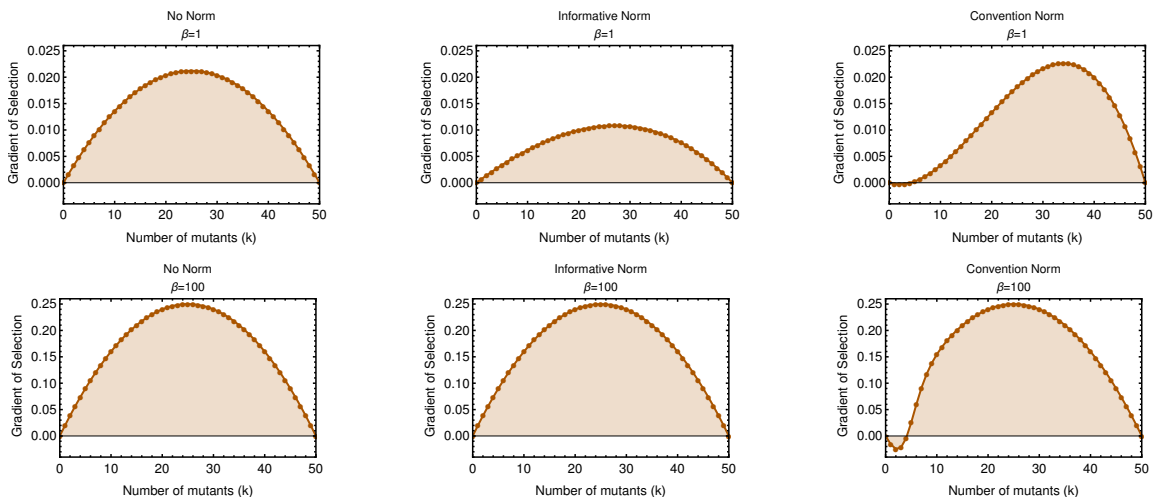 No Norm
β=1
0.025
0.020
0.015
0.010
0.005
0.000
Gradient of Selection
0 10 20 30 40 50
Number of mutants (k)
Informative Norm
β=1
0.025
0.020
0.015
0.010
0.005
0.000
Gradient of Selection
0 10 20 30 40 50
Number of mutants (k)
Convention Norm
β=1
0.025
0.020
0.015
0.010
0.005
0.000
Gradient of Selection
0 10 20 30 40 50
Number of mutants (k)
No Norm
β=100
0.25
0.20
0.15
0.10
0.05
0.00
Gradient of Selection
0 10 20 30 40 50
Number of mutants (k)
Informative Norm
β=100
0.25
0.20
0.15
0.10
0.05
0.00
Gradient of Selection
0 10 20 30 40 50
Number of mutants (k)
Convention Norm
β=100
0.25
0.20
0.15
0.10
0.05
0.00
Gradient of Selection
0 10 20 30 40 50
Number of mutants (k)